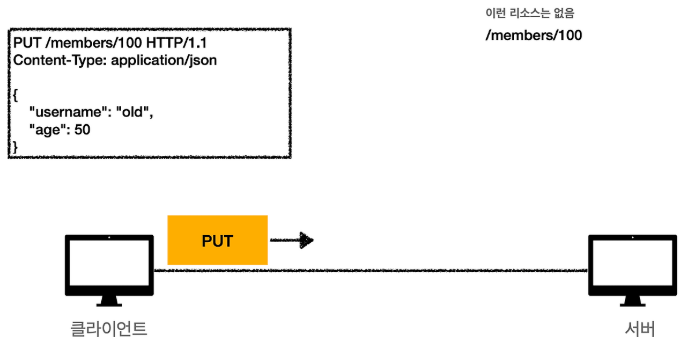 이런 리소스는 없음
/members/100
PUT /members/100 HTTP/1.1
Content-Type: application/json
{
"username": "old",
"age": 50
}
PUT
클라이언트
서버